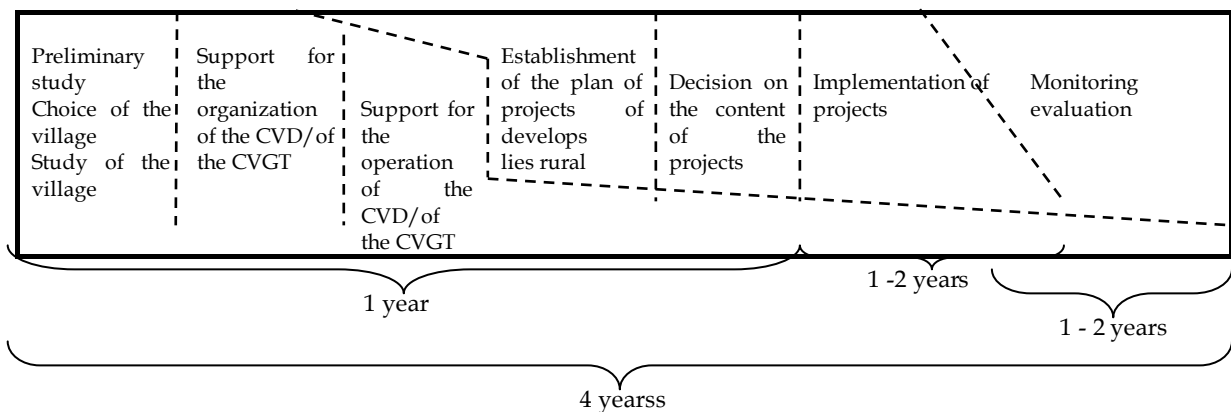 Preliminary
study
Choice of the
village
Study of the
village
Support for
the
organization
of the CVD/of
the CVGT
Support for
the
operation
of the
CVD/of
the CVGT
Establishment
of the plan of
projects of
develops
lies rural
Decision on
the content
of the
projects
Implementation of
projects
Monitoring
evaluation
1 year
1 -2 years
1 - 2 years
4 yearss